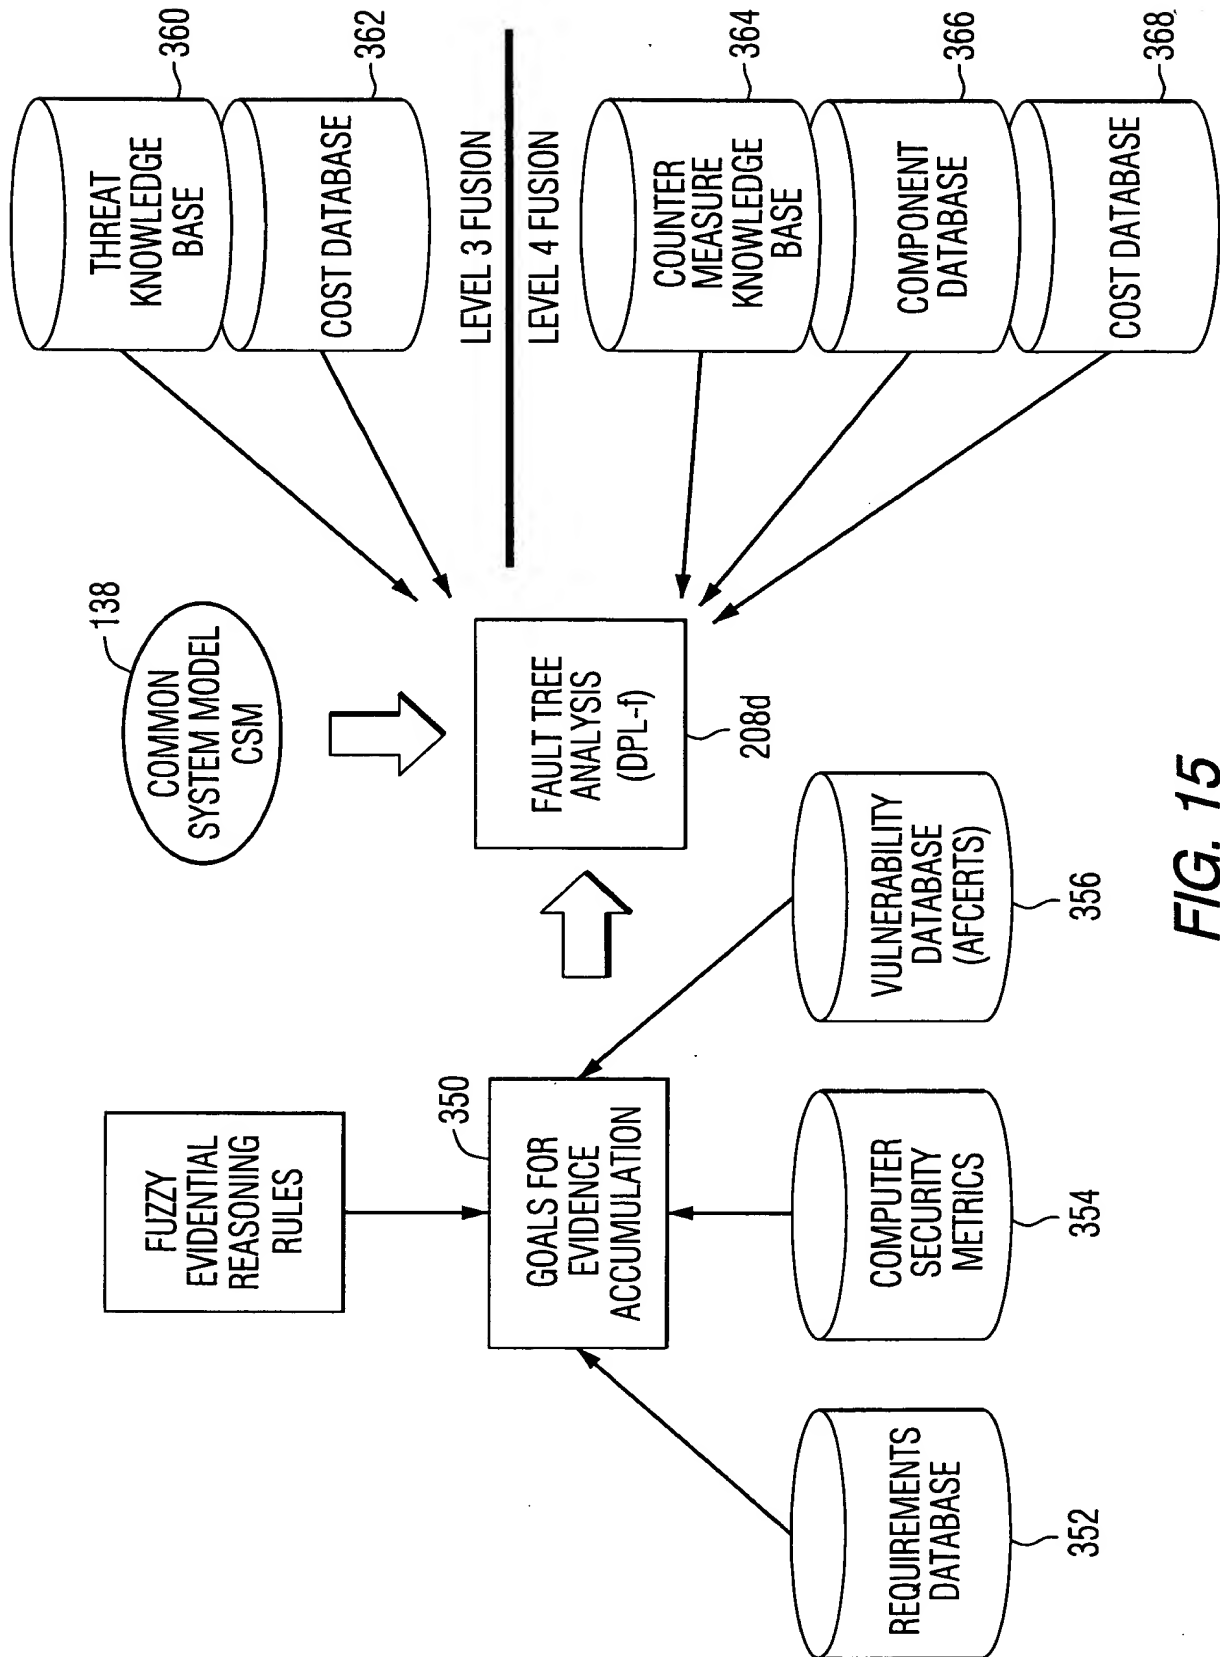 FUZZY
EVIDENTIAL
REASONING
RULES
350
GOALS FOR
EVIDENCE
ACCUMULATION
REQUIREMENTS
DATABASE
352
COMPUTER
SECURITY
METRICS
354
VULNERABILITY
DATABASE
(AFCERTS)
356
138
COMMON
SYSTEM MODEL
CSM
FAULT TREE
ANALYSIS
(DPL-f)
208d
THREAT
KNOWLEDGE
BASE
360
COST DATABASE
362
LEVEL 3 FUSION
LEVEL 4 FUSION
COUNTER
MEASURE
KNOWLEDGE
BASE
364
COMPONENT
DATABASE
366
COST DATABASE
368
FIG. 15